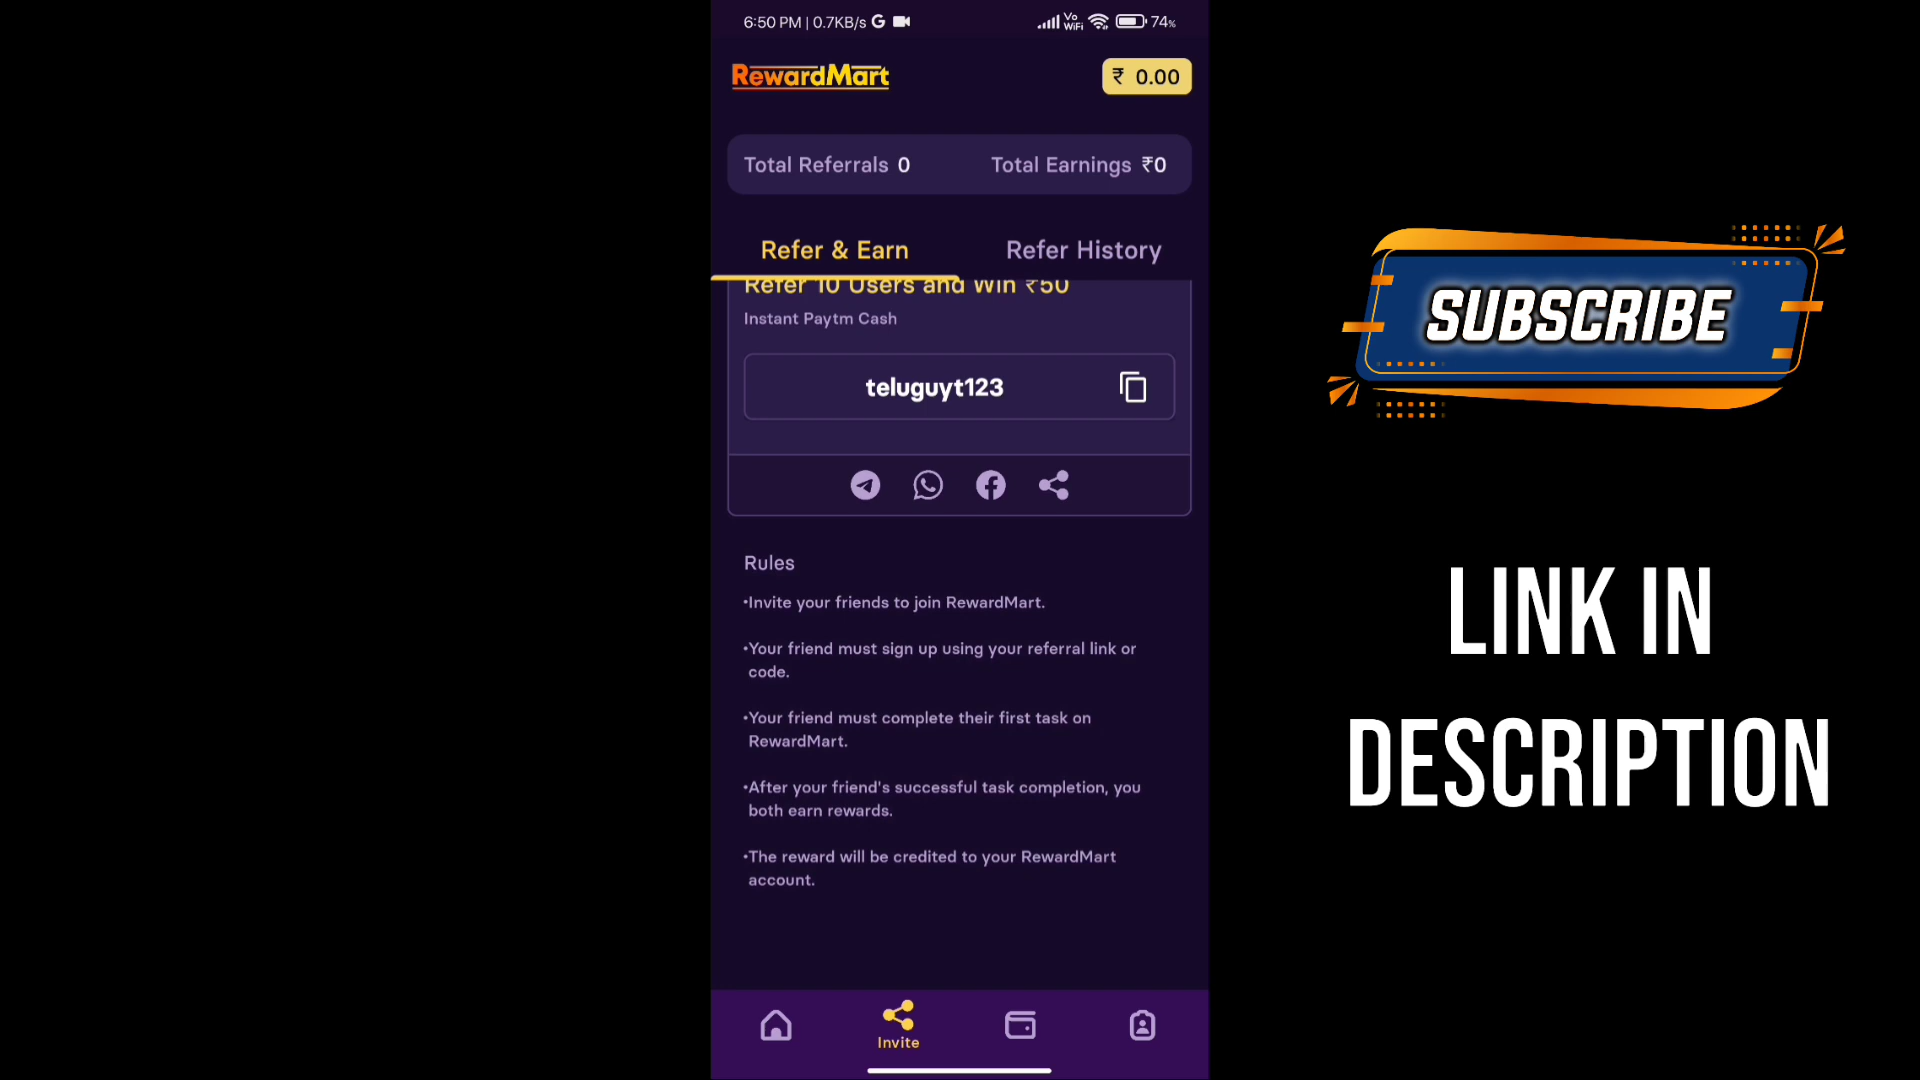 6:50 PM | 0.7KB/s G
Vo WiFi 74%
RewardMart
₹ 0.00
Total Referrals 0
Total Earnings ₹0
Refer & Earn
Refer History
Refer 10 Users and Win ₹50
Instant Paytm Cash
teluguyt123
Rules
•Invite your friends to join RewardMart.
•Your friend must sign up using your referral link or
code.
•Your friend must complete their first task on
RewardMart.
•After your friend's successful task completion, you
both earn rewards.
•The reward will be credited to your RewardMart
account.
Invite
SUBSCRIBE
LINK IN
DESCRIPTION